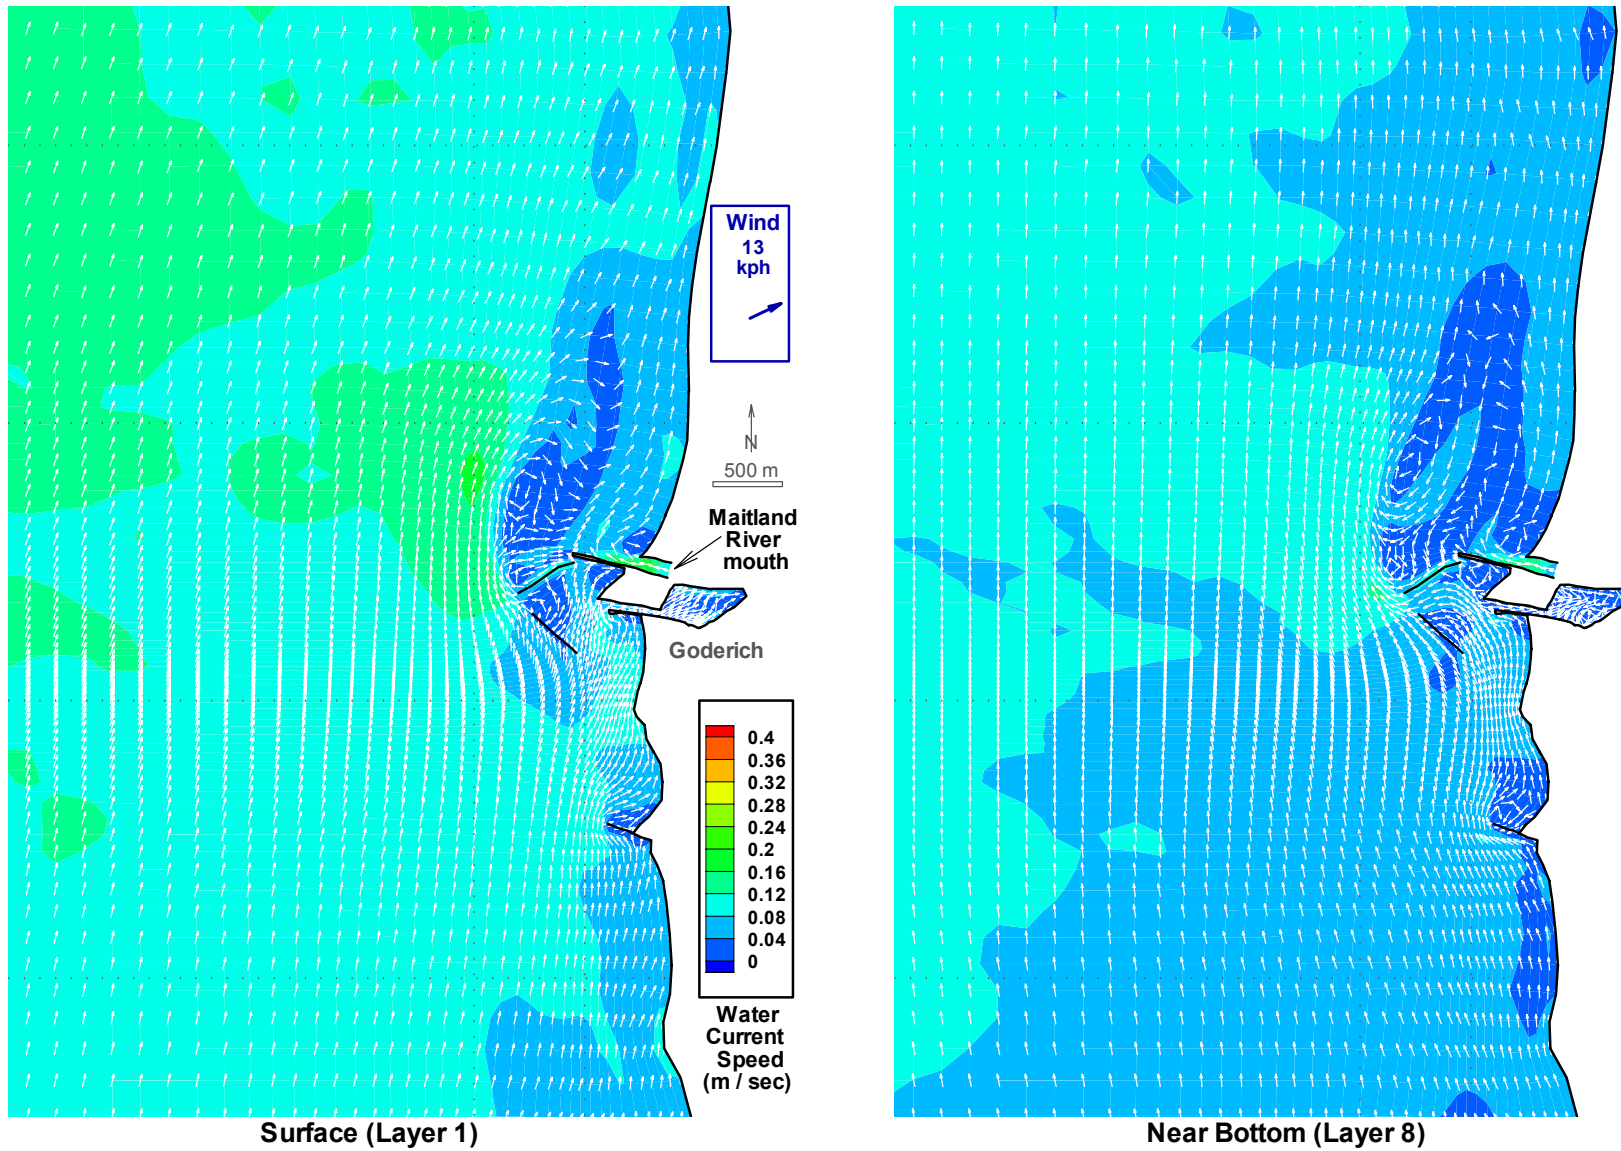 Wind
13
kph
N
500 m
Maitland
River
mouth
Goderich
0.4
0.36
0.32
0.28
0.24
0.2
0.16
0.12
0.08
0.04
0
Water
Current
Speed
(m / sec)
Surface (Layer 1)
Near Bottom (Layer 8)